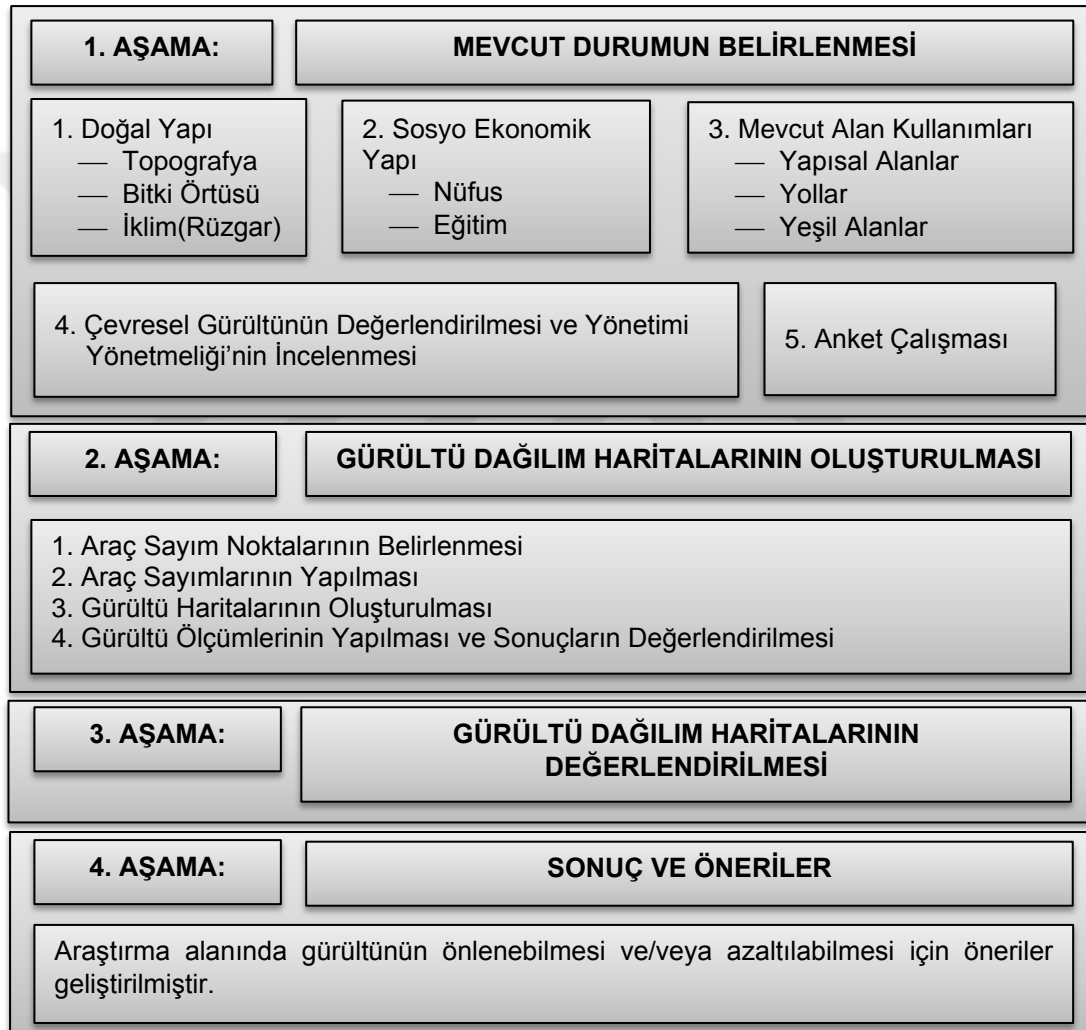 1. AŞAMA:
MEVCUT DURUMUN BELİRLENMESİ
1. Doğal Yapı
— Topografya
— Bitki Örtüsü
— İklim(Rüzgar)
2. Sosyo Ekonomik
Yapı
— Nüfus
— Eğitim
3. Mevcut Alan Kullanımları
— Yapısal Alanlar
— Yollar
— Yeşil Alanlar
4. Çevresel Gürültünün Değerlendirilmesi ve Yönetimi
Yönetmeliği’nin İncelenmesi
5. Anket Çalışması
2. AŞAMA:
GÜRÜLTÜ DAĞILIM HARİTALARININ OLUŞTURULMASI
1. Araç Sayım Noktalarının Belirlenmesi
2. Araç Sayımlarının Yapılması
3. Gürültü Haritalarının Oluşturulması
4. Gürültü Ölçümlerinin Yapılması ve Sonuçların Değerlendirilmesi
3. AŞAMA:
GÜRÜLTÜ DAĞILIM HARİTALARININ
DEĞERLENDİRİLMESİ
4. AŞAMA:
SONUÇ VE ÖNERİLER
Araştırma alanında gürültünün önlenebilmesi ve/veya azaltılabilmesi için öneriler
geliştirilmiştir.